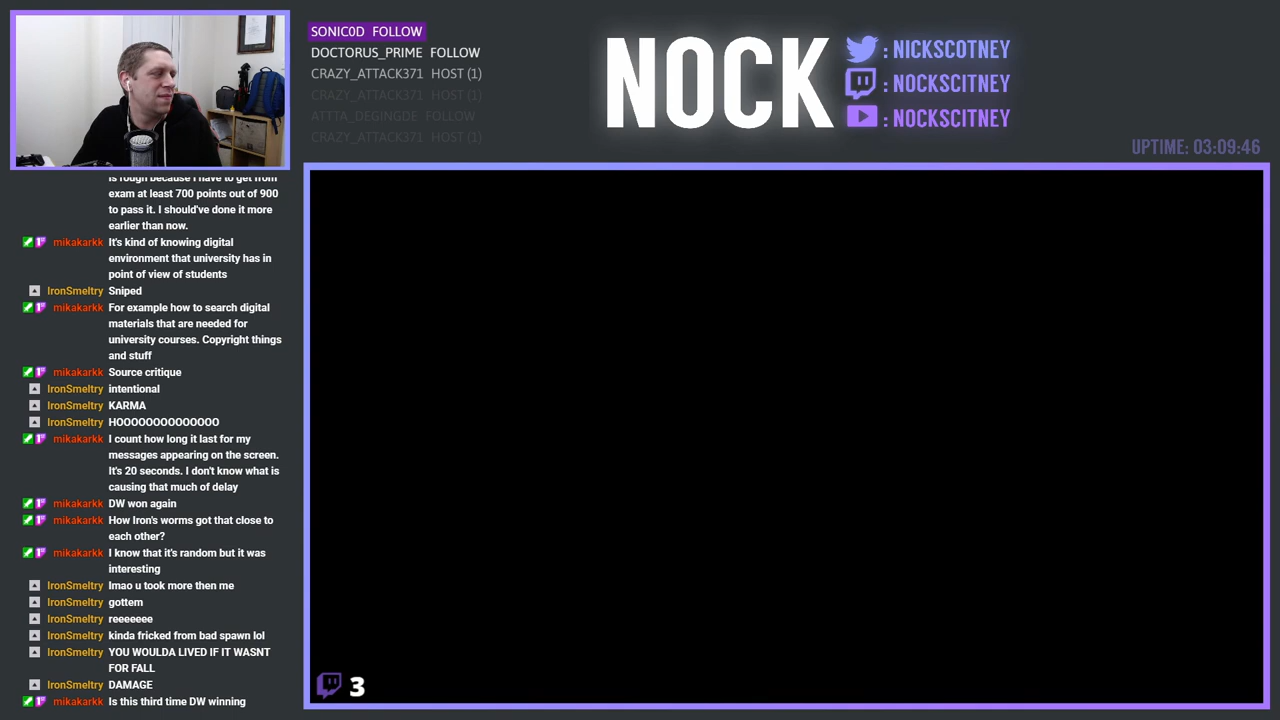 SONIC0D FOLLOW
DOCTORUS_PRIME FOLLOW
CRAZY_ATTACK371 HOST (1)
CRAZY_ATTACK371 HOST (1)
ATTTA_DEGINGDE FOLLOW
CRAZY_ATTACK371 HOST (1)
NOCK
: NICKSCOTNEY
: NOCKSCITNEY
: NOCKSCITNEY
UPTIME: 03:09:46
is rough because I have to get from
exam at least 700 points out of 900
to pass it. I should've done it more
earlier than now.
mikakarkk It's kind of knowing digital
environment that university has in
point of view of students
IronSmeltry Sniped
mikakarkk For example how to search digital
materials that are needed for
university courses. Copyright things
and stuff
mikakarkk Source critique
IronSmeltry intentional
IronSmeltry KARMA
IronSmeltry HOOOOOOOOOOOOOO
mikakarkk I count how long it last for my
messages appearing on the screen.
It's 20 seconds. I don't know what is
causing that much of delay
mikakarkk DW won again
mikakarkk How Iron's worms got that close to
each other?
mikakarkk I know that it's random but it was
interesting
IronSmeltry lmao u took more then me
IronSmeltry gottem
IronSmeltry reeeeeee
IronSmeltry kinda fricked from bad spawn lol
IronSmeltry YOU WOULDA LIVED IF IT WASNT
FOR FALL
IronSmeltry DAMAGE
mikakarkk Is this third time DW winning
3